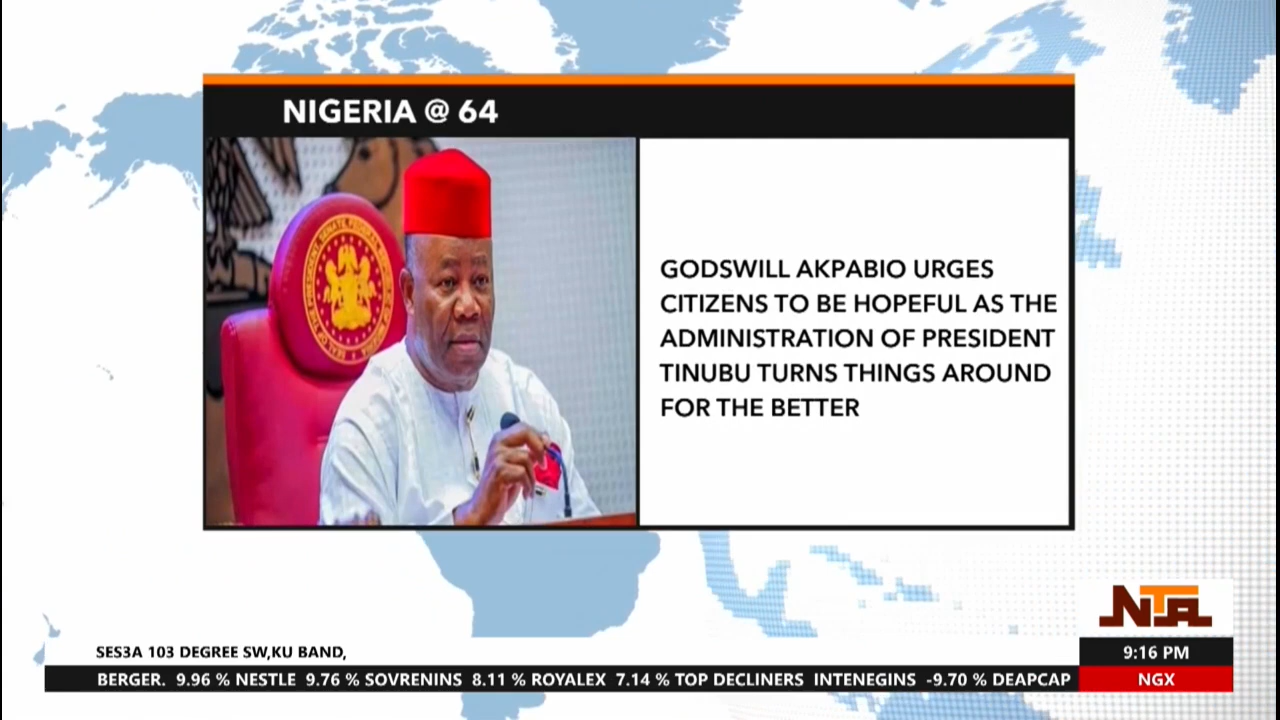 NIGERIA @ 64
GODSWILL AKPABIO URGES
CITIZENS TO BE HOPEFUL AS THE
ADMINISTRATION OF PRESIDENT
TINUBU TURNS THINGS AROUND
FOR THE BETTER
NTA
SES3A 103 DEGREE SW,KU BAND,
9:16 PM
BERGER. 9.96 % NESTLE 9.76 % SOVRENINS 8.11 % ROYALEX 7.14 % TOP DECLINERS INTENEGINS -9.70 % DEAPCAP
NGX